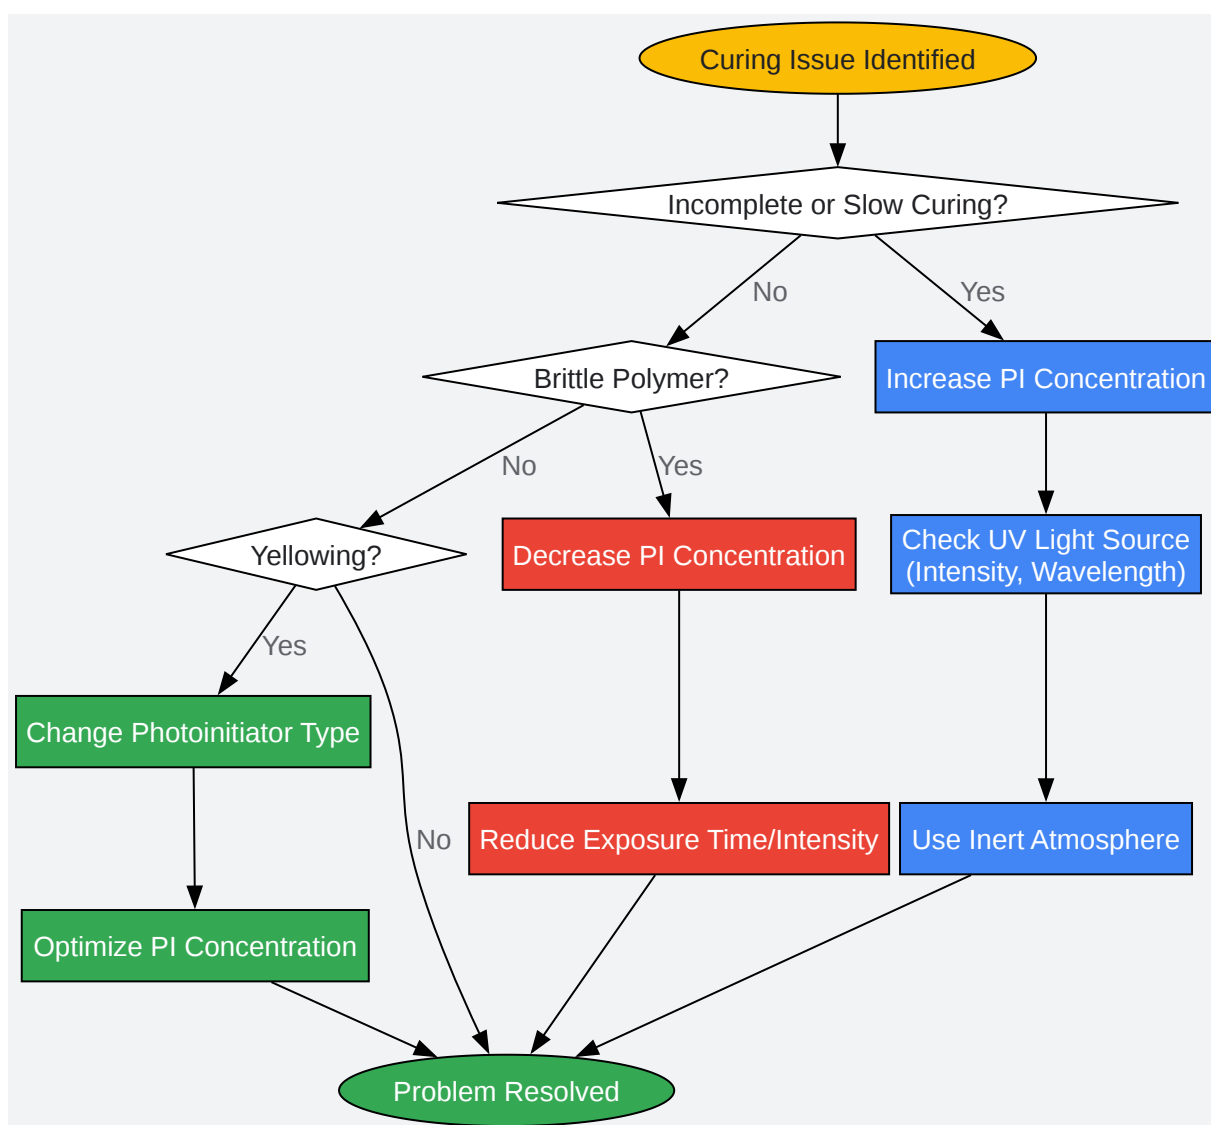 Curing Issue Identified
Incomplete or Slow Curing?
No
Yes
Brittle Polymer?
Increase PI Concentration
No
Yes
Yellowing?
Decrease PI Concentration
Check UV Light Source
(Intensity, Wavelength)
Yes
Change Photoinitiator Type
No
Reduce Exposure Time/Intensity
Use Inert Atmosphere
Optimize PI Concentration
Problem Resolved